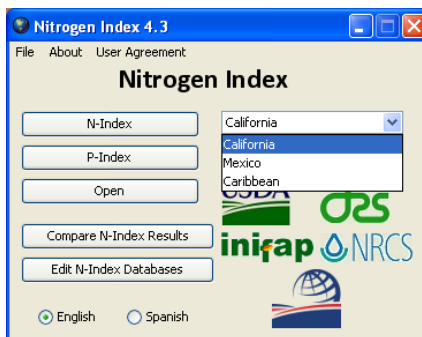 Nitrogen Index 4.3
File About User Agreement
Nitrogen Index
N-Index
California
P-Index
California
Mexico
Caribbean
Open
USDA
Compare N-Index Results
inifap
NRCS
Edit N-Index Databases
English Spanish